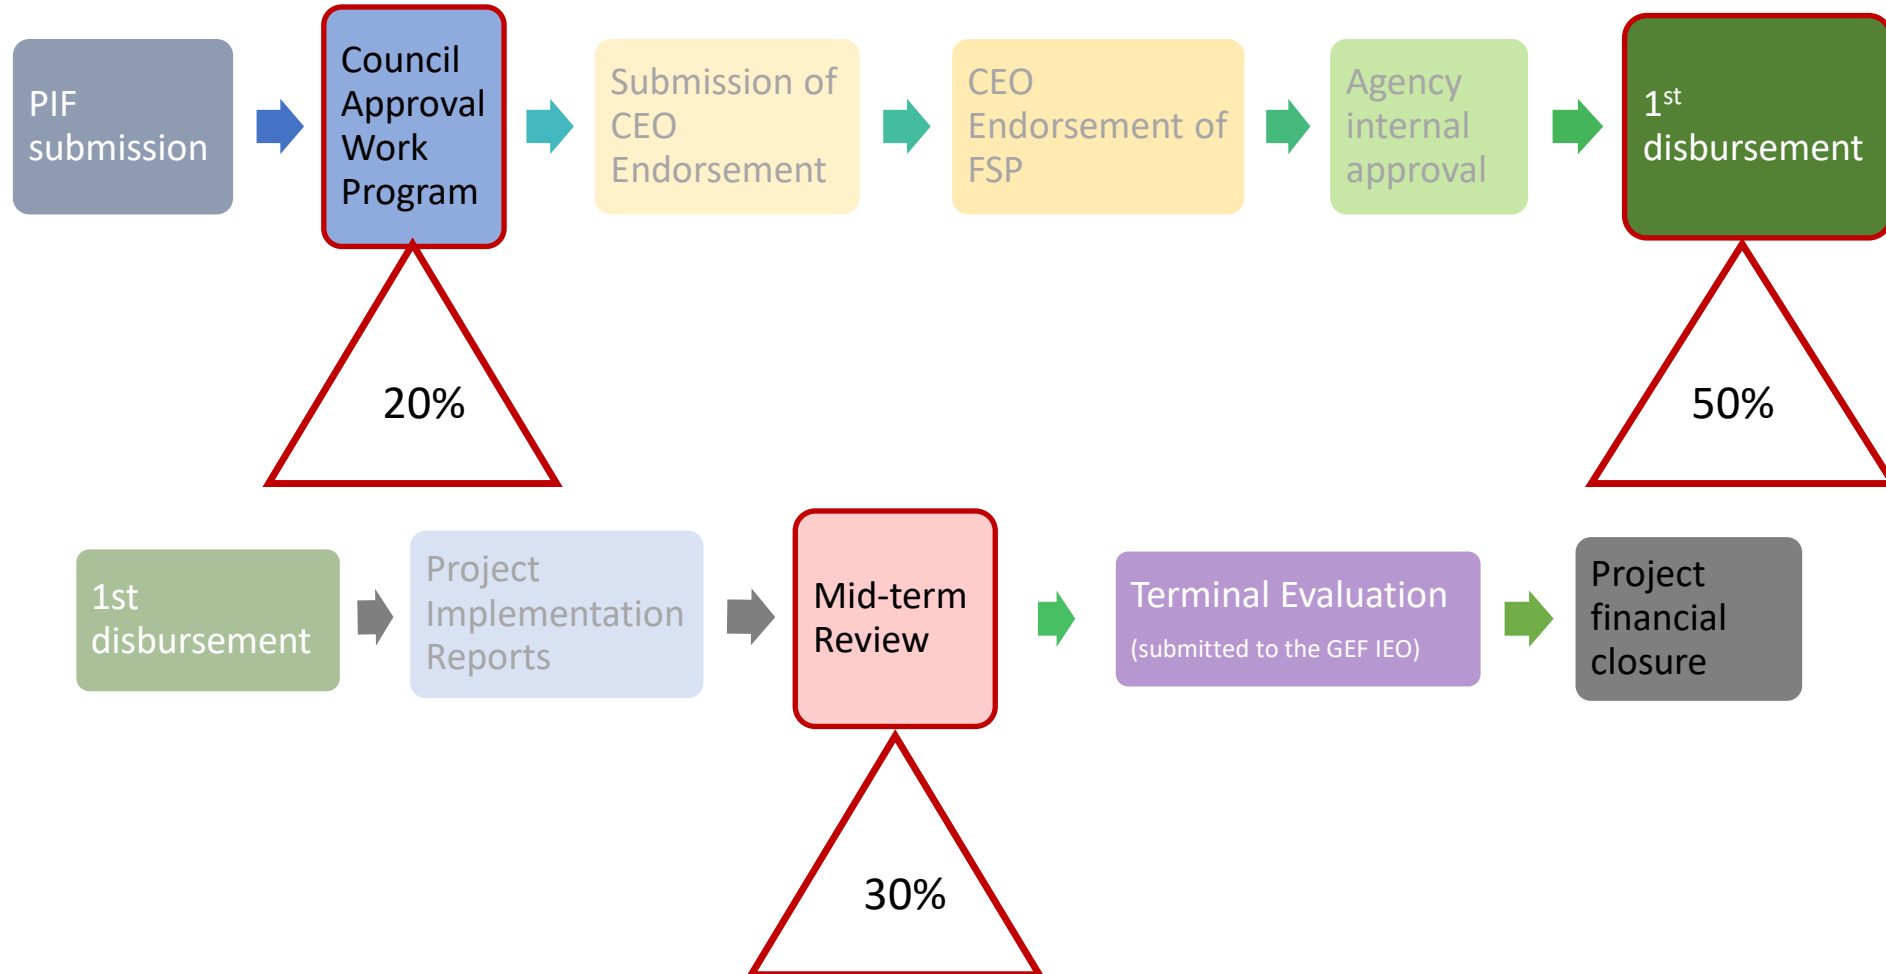 PIF
submission
Council
Approval
Work
Program
Submission of
CEO
Endorsement
CEO
Endorsement of
FSP
Agency
internal
approval
1st
disbursement
20%
50%
1st
disbursement
Project
Implementation
Reports
Mid-term
Review
Terminal Evaluation
(submitted to the GEF IEO)
Project
financial
closure
30%